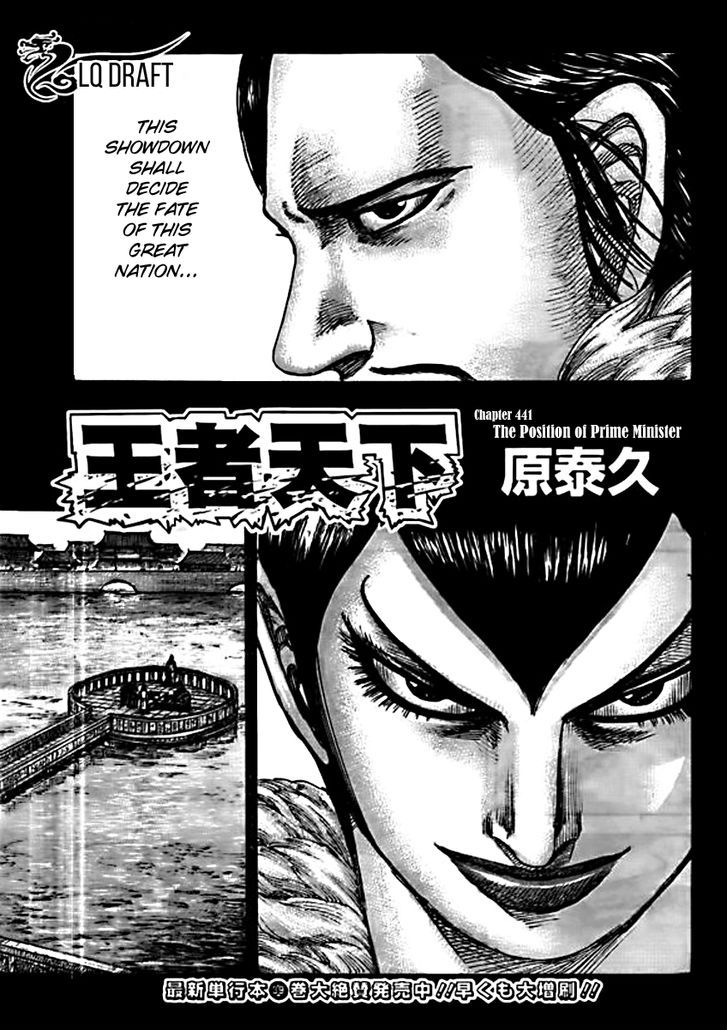 LQ DRAFT
THIS
SHOWDOWN
SHALL
DECIDE
THE FATE
OF THIS
GREAT
NATION...
Chapter 441
The Position of Prime Minister
王者天下
原泰久
最新単行本 巻大絶賛発売中!!早くも大増刷!!